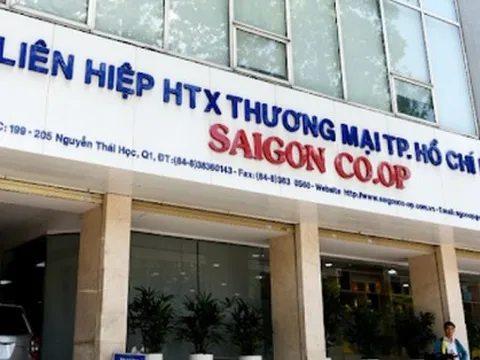 LIÊN HIỆP HTX THƯƠNG MẠI TP. HỒ CHÍ
SAIGON CO.OP
C: 199 - 205 Nguyễn Thái Học, Q1, ĐT: (84-8)38360143 - Fax: (84-8) 383 - Website Http://www.saigonco-op.com.vn - Email: